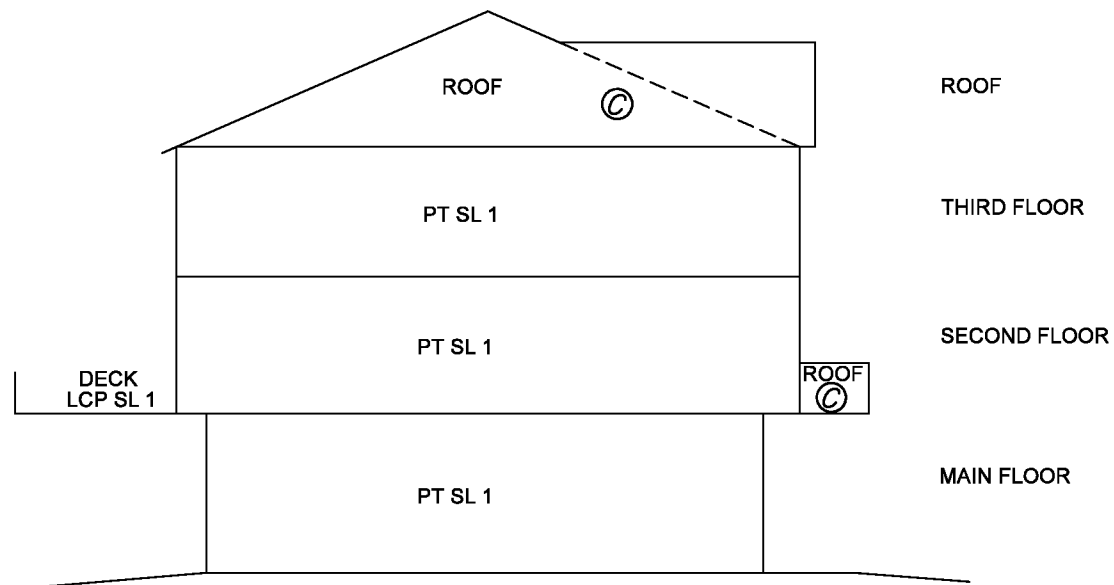 ROOF
C
ROOF
PT SL 1
THIRD FLOOR
PT SL 1
SECOND FLOOR
DECK
LCP SL 1
ROOF
C
PT SL 1
MAIN FLOOR